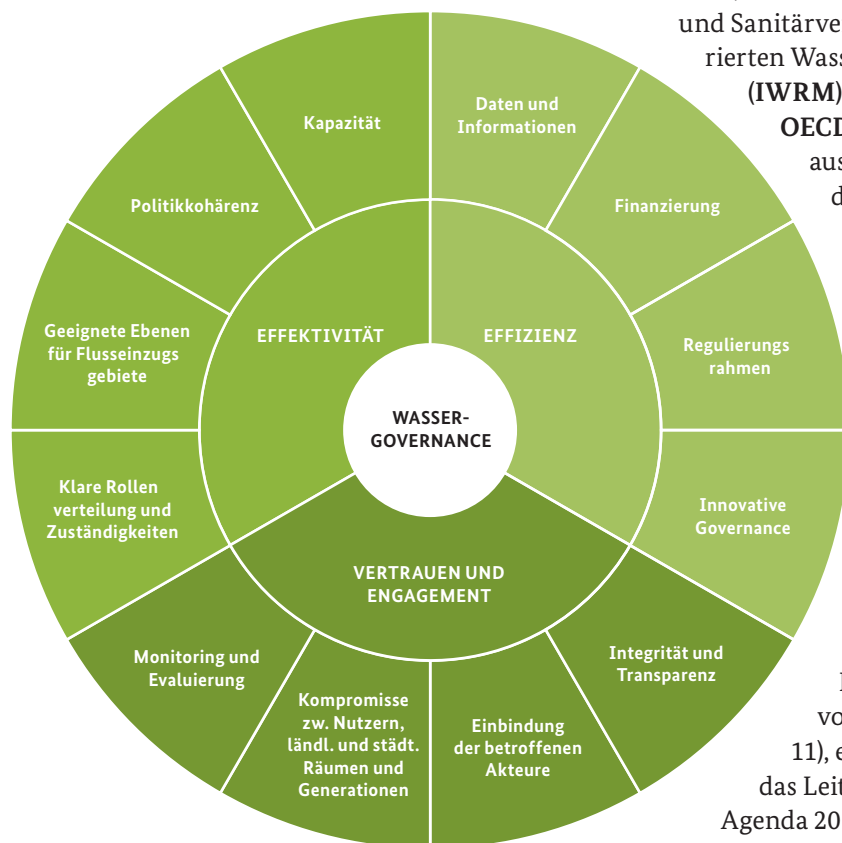 und Sanitärve
rierten Wass
(IWRM)
OECD
aus
d
Kapazität
Daten und
Informationen
Politikkohärenz
Finanzierung
Geeignete Ebenen
für Flusseinzugs
gebiete
EFFEKTIVITÄT
EFFIZIENZ
Regulierungs
rahmen
WASSER-
GOVERNANCE
Klare Rollen
verteilung und
Zuständigkeiten
Innovative
Governance
VERTRAUEN UND
ENGAGEMENT
Monitoring und
Evaluierung
Kompromisse
zw. Nutzern,
ländl. und städt.
Räumen und
Generationen
Einbindung
der betroffenen
Akteure
Integrität und
Transparenz
vo
11), e
das Leit
Agenda 20